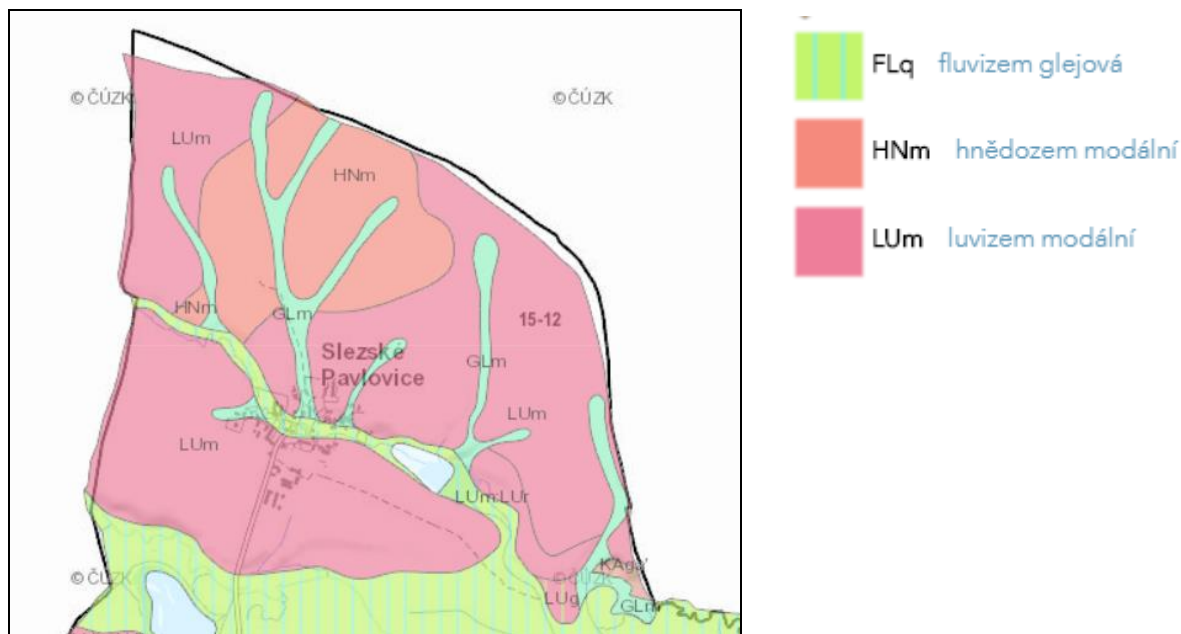 © ČÚZK
© ČÚZK
LUm
HNm
HNm
GLm
15-12
Slezské
Pavlovice
GLm
LUm
LUm
LUm:LUr
© ČÚZK
© ČÚZK
LUg
GLm
FLq fluvizem glejová
HNm hnědozem modální
LUm luvizem modální